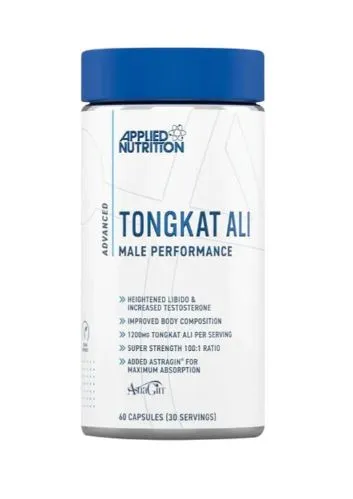 APPLIED
NUTRITION
ADVANCED
TONGKAT ALI
MALE PERFORMANCE
» HEIGHTENED LIBIDO &
INCREASED TESTOSTERONE
» IMPROVED BODY COMPOSITION
» 1200MG TONGKAT ALI PER SERVING
» SUPER STRENGTH 100:1 RATIO
» ADDED ASTRAGIN® FOR
MAXIMUM ABSORPTION
AstraGin
60 CAPSULES (30 SERVINGS)